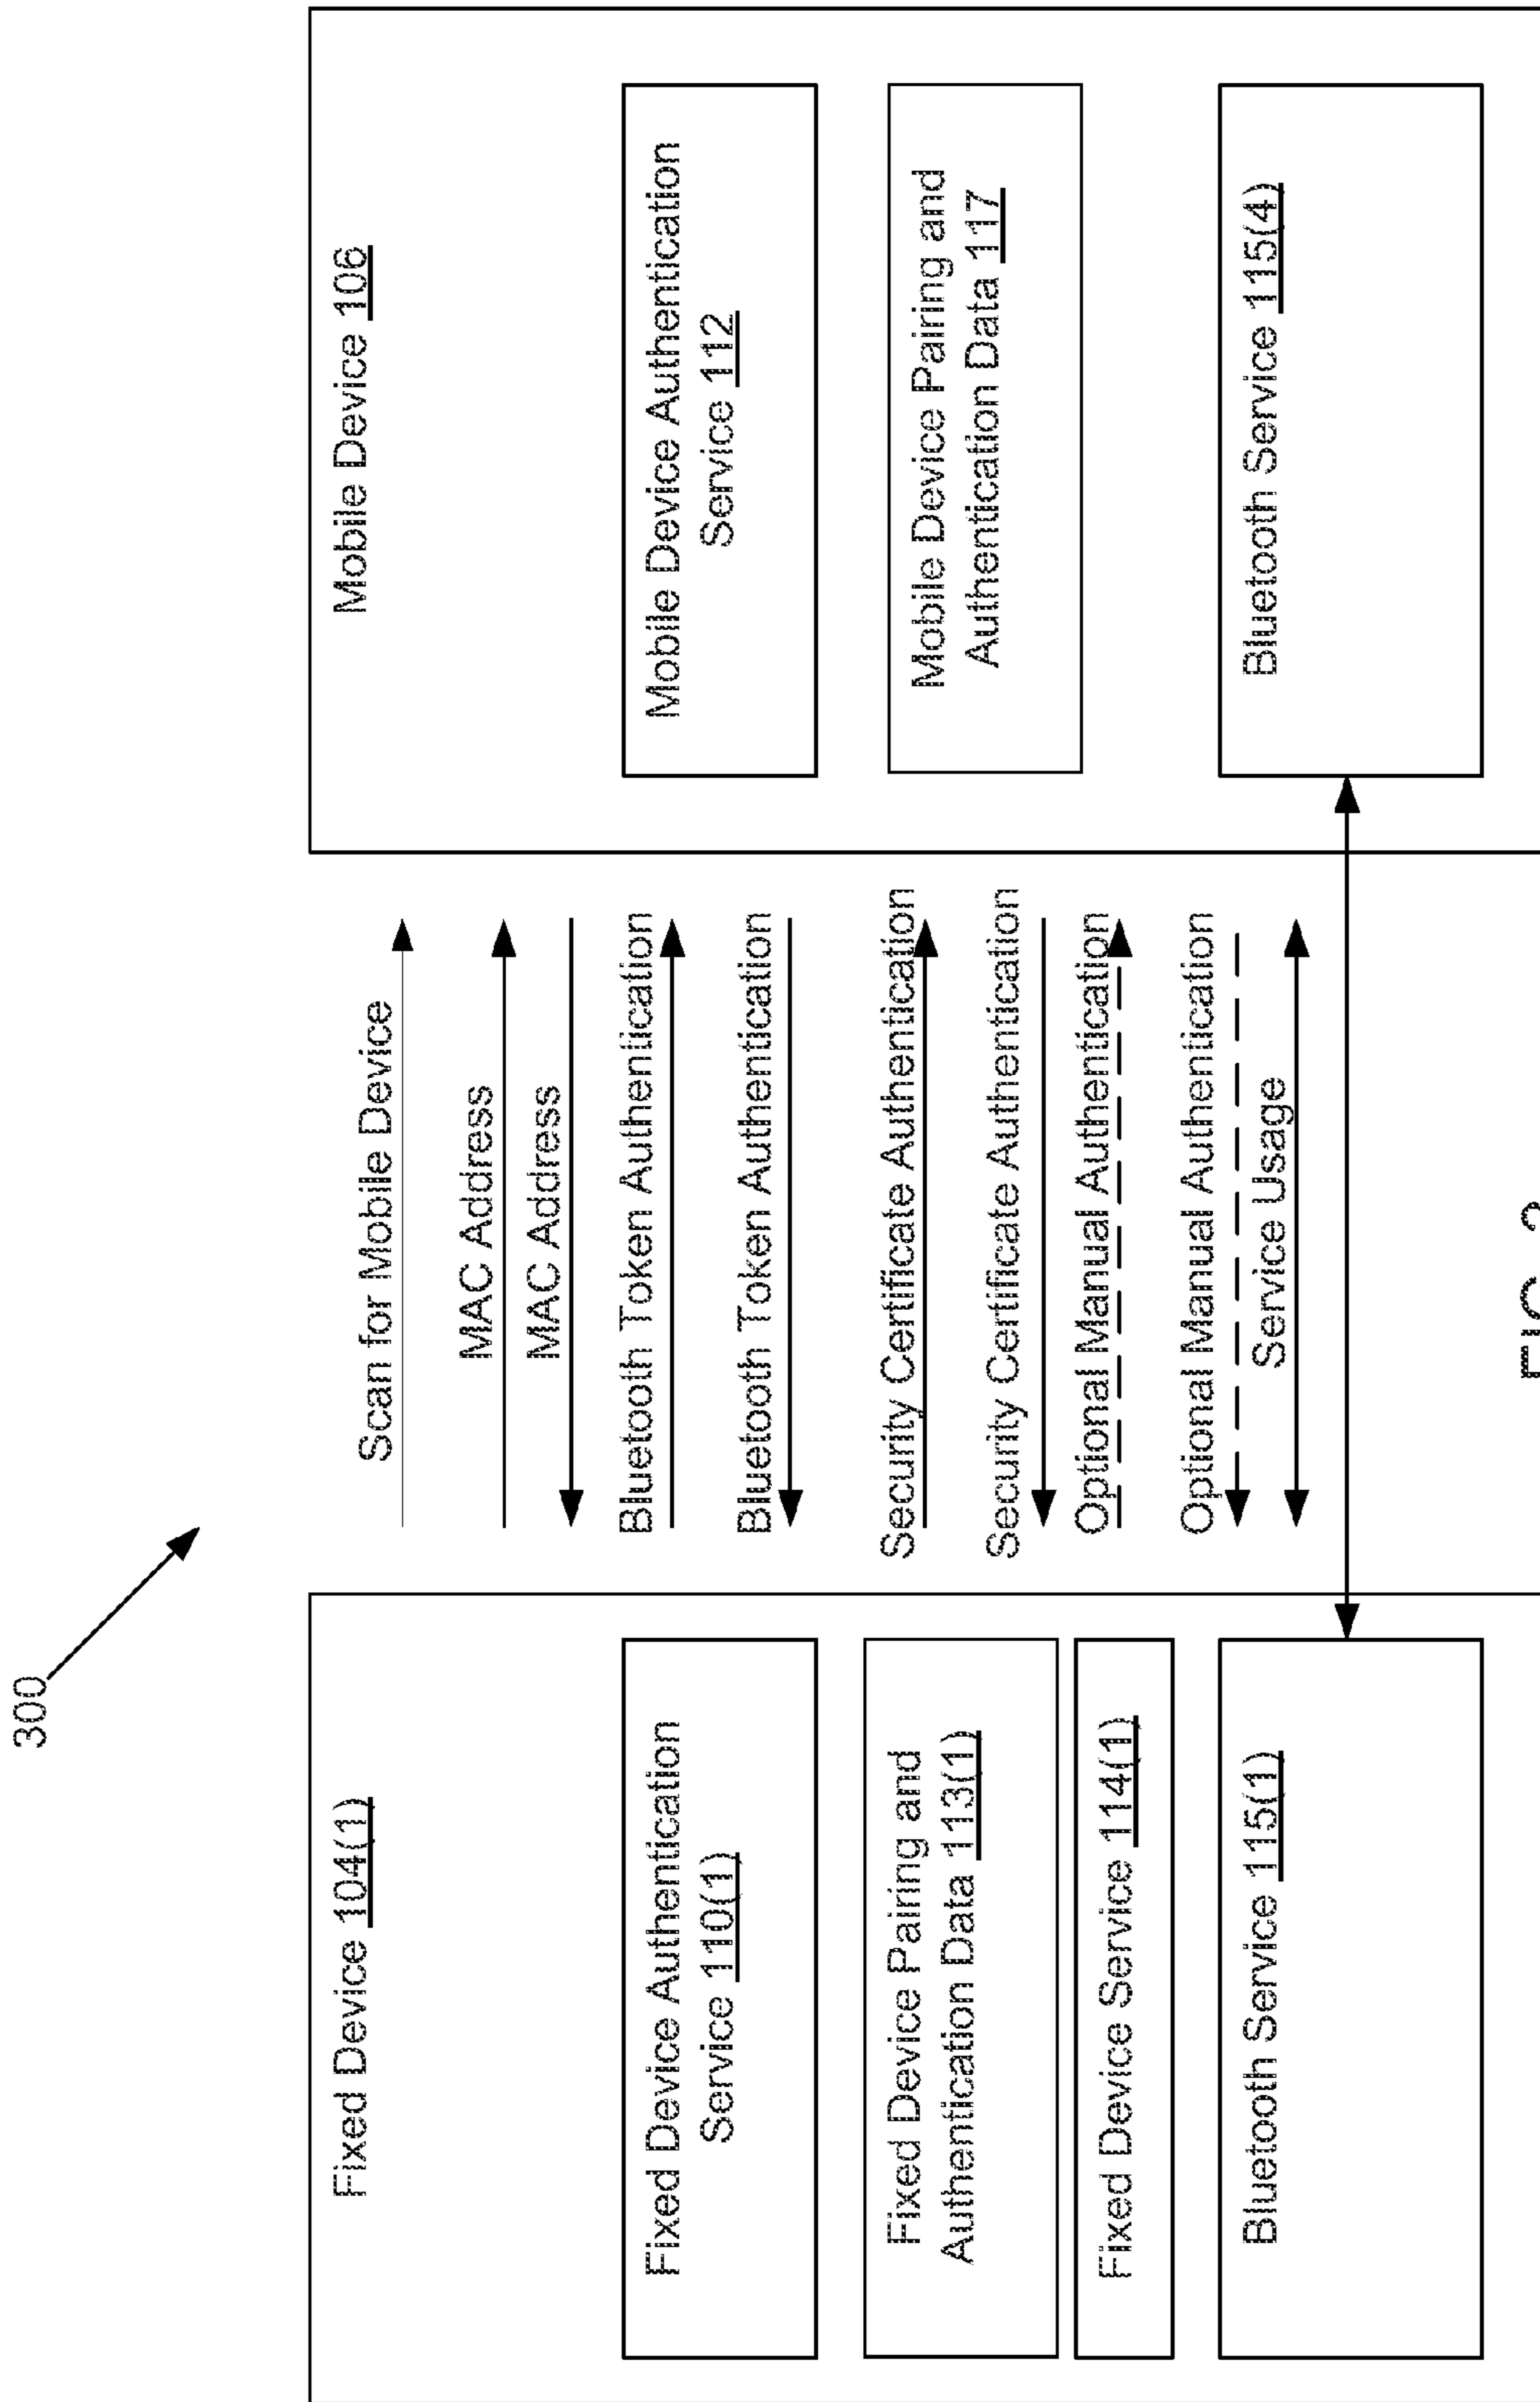 300
Fixed Device 104(1)
Fixed Device Authentication
Service 110(1)
Fixed Device Pairing and
Authentication Data 113(1)
Fixed Device Service 114(1)
Bluetooth Service 115(1)
Scan for Mobile Device
MAC Address
MAC Address
Bluetooth Token Authentication
Bluetooth Token Authentication
Security Certificate Authentication
Security Certificate Authentication
Optional Manual Authentication
Optional Manual Authentication
Service Usage
Mobile Device 106
Mobile Device Authentication
Service 112
Mobile Device Pairing and
Authentication Data 117
Bluetooth Service 115(4)